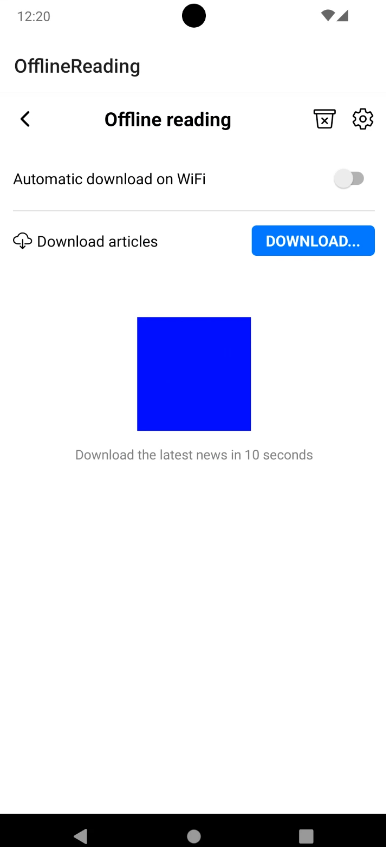 12:20
OfflineReading
Offline reading
Automatic download on WiFi
Download articles
DOWNLOAD...
Download the latest news in 10 seconds